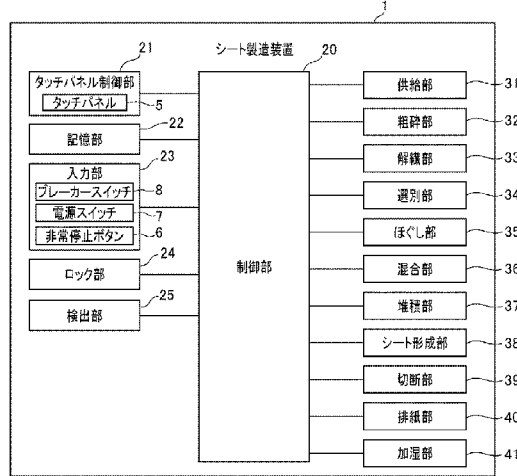 1
シート製造装置
20
21
タッチパネル制御部
タッチパネル
5
記憶部
22
入力部
23
ブレーカースイッチ
8
電源スイッチ
7
非常停止ボタン
6
ロック部
24
検出部
25
制御部
供給部
31
粗砕部
32
解繊部
33
選別部
34
ほぐし部
35
混合部
36
堆積部
37
シート形成部
38
切断部
39
排紙部
40
加湿部
41